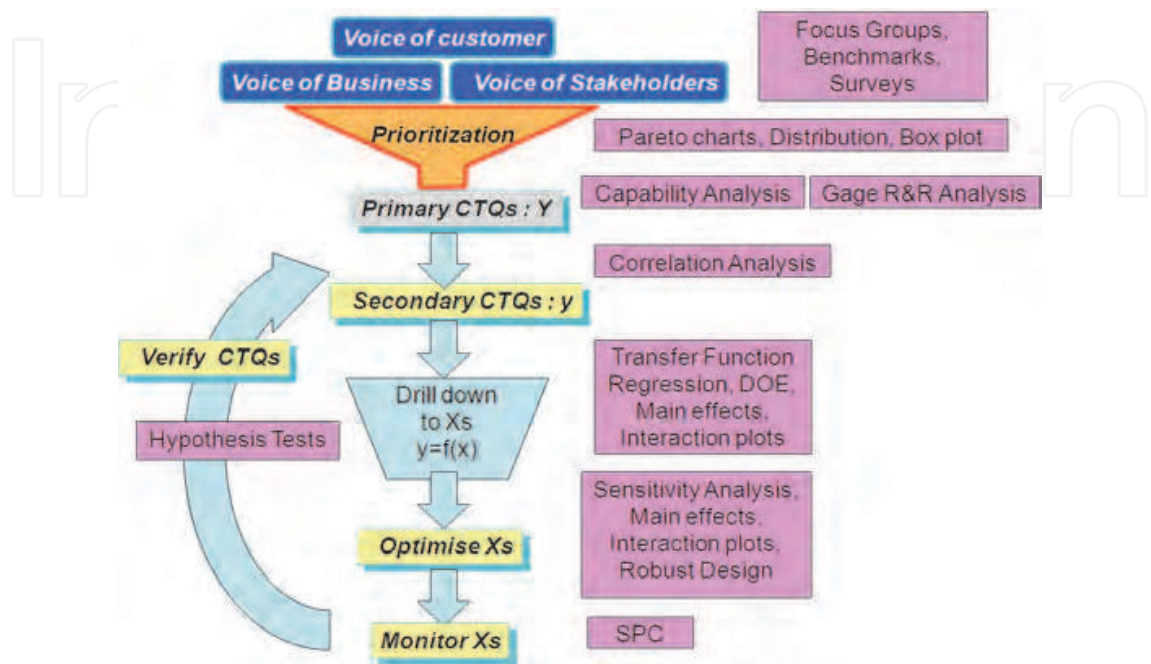 Voice of customer
Voice of Business
Voice of Stakeholders
Focus Groups,
Benchmarks,
Surveys
Prioritization
Pareto charts, Distribution, Box plot
Primary CTQs : Y
Capability Analysis
Gage R&R Analysis
Correlation Analysis
Secondary CTQs : y
Verify CTQs
Hypothesis Tests
Drill down
to Xs
y=f(x)
Transfer Function
Regression, DOE,
Main effects,
Interaction plots
Sensitivity Analysis,
Main effects,
Interaction plots,
Robust Design
Optimise Xs
Monitor Xs
SPC